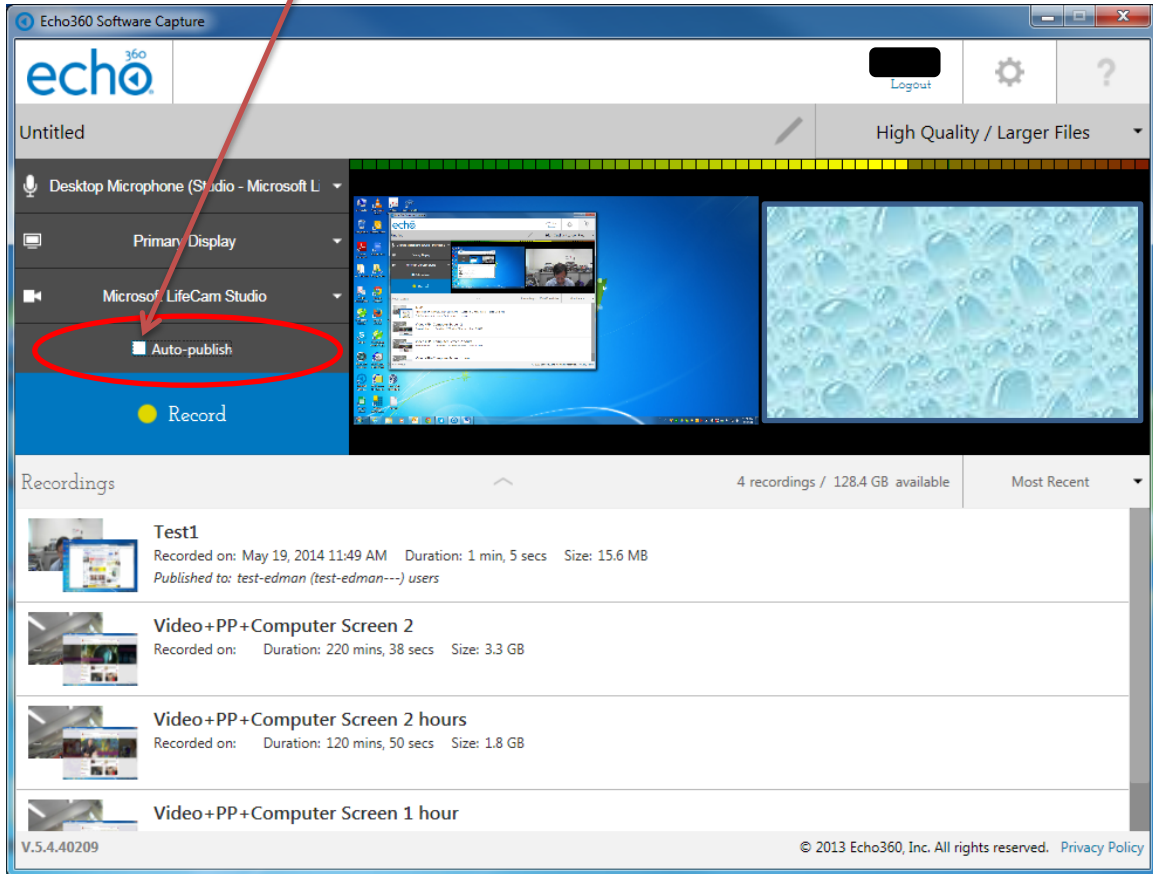 Echo360 Software Capture
echo 360
Logout
?
Untitled
High Quality / Larger Files
Desktop Microphone (Studio - Microsoft Li
Primary Display
Microsoft LifeCam Studio
Auto-publish
Record
echo
Recordings
4 recordings / 128.4 GB available
Most Recent
Test1
Recorded on: May 19, 2014 11:49 AM Duration: 1 min, 5 secs Size: 15.6 MB
Published to: test-edman (test-edman---) users
Video+PP+Computer Screen 2
Recorded on: Duration: 220 mins, 38 secs Size: 3.3 GB
Video+PP+Computer Screen 2 hours
Recorded on: Duration: 120 mins, 50 secs Size: 1.8 GB
Video+PP+Computer Screen 1 hour
V.5.4.40209
© 2013 Echo360, Inc. All rights reserved. Privacy Policy